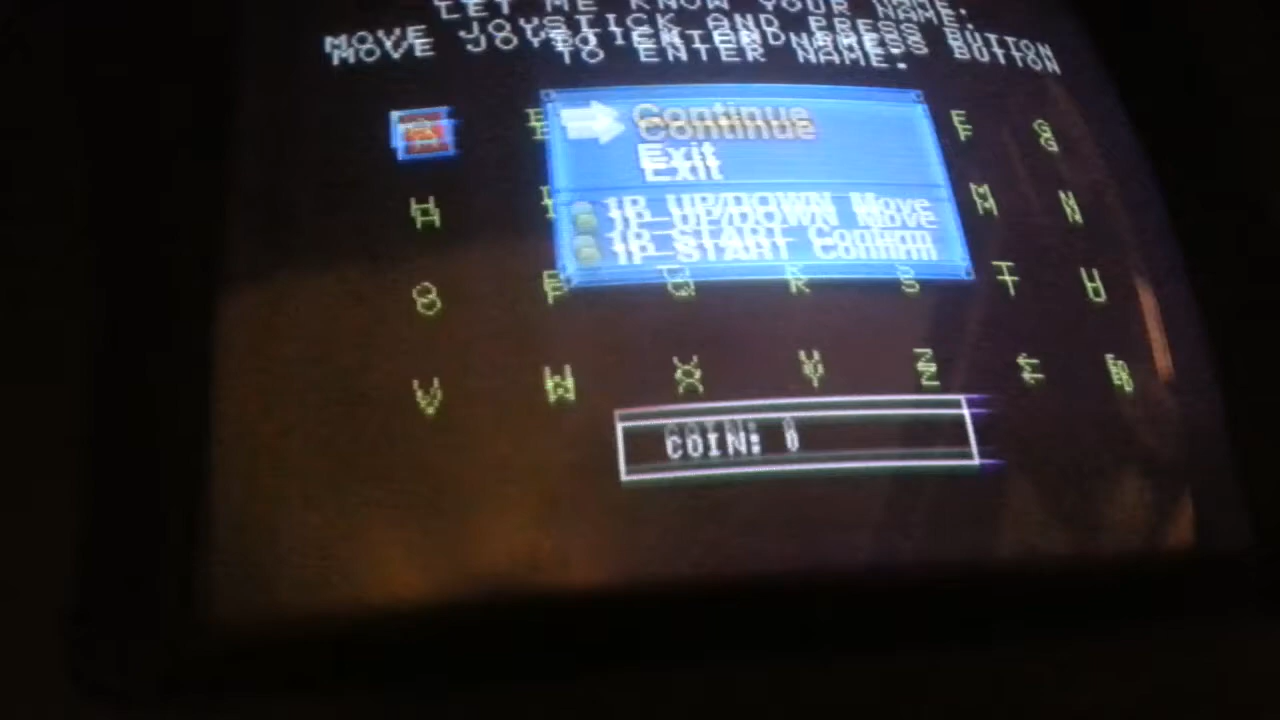 LET ME KNOW YOUR NAME.
MOVE JOYSTICK AND PRESS BUTTON
TO ENTER NAME.
Continue
Exit
1P UP/DOWN Move
1P START Confirm
A E F G
H I M N
O P Q R S T U
V W X Y Z
COIN: 0